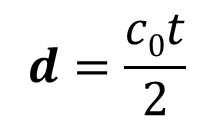 d = c₀t / 2